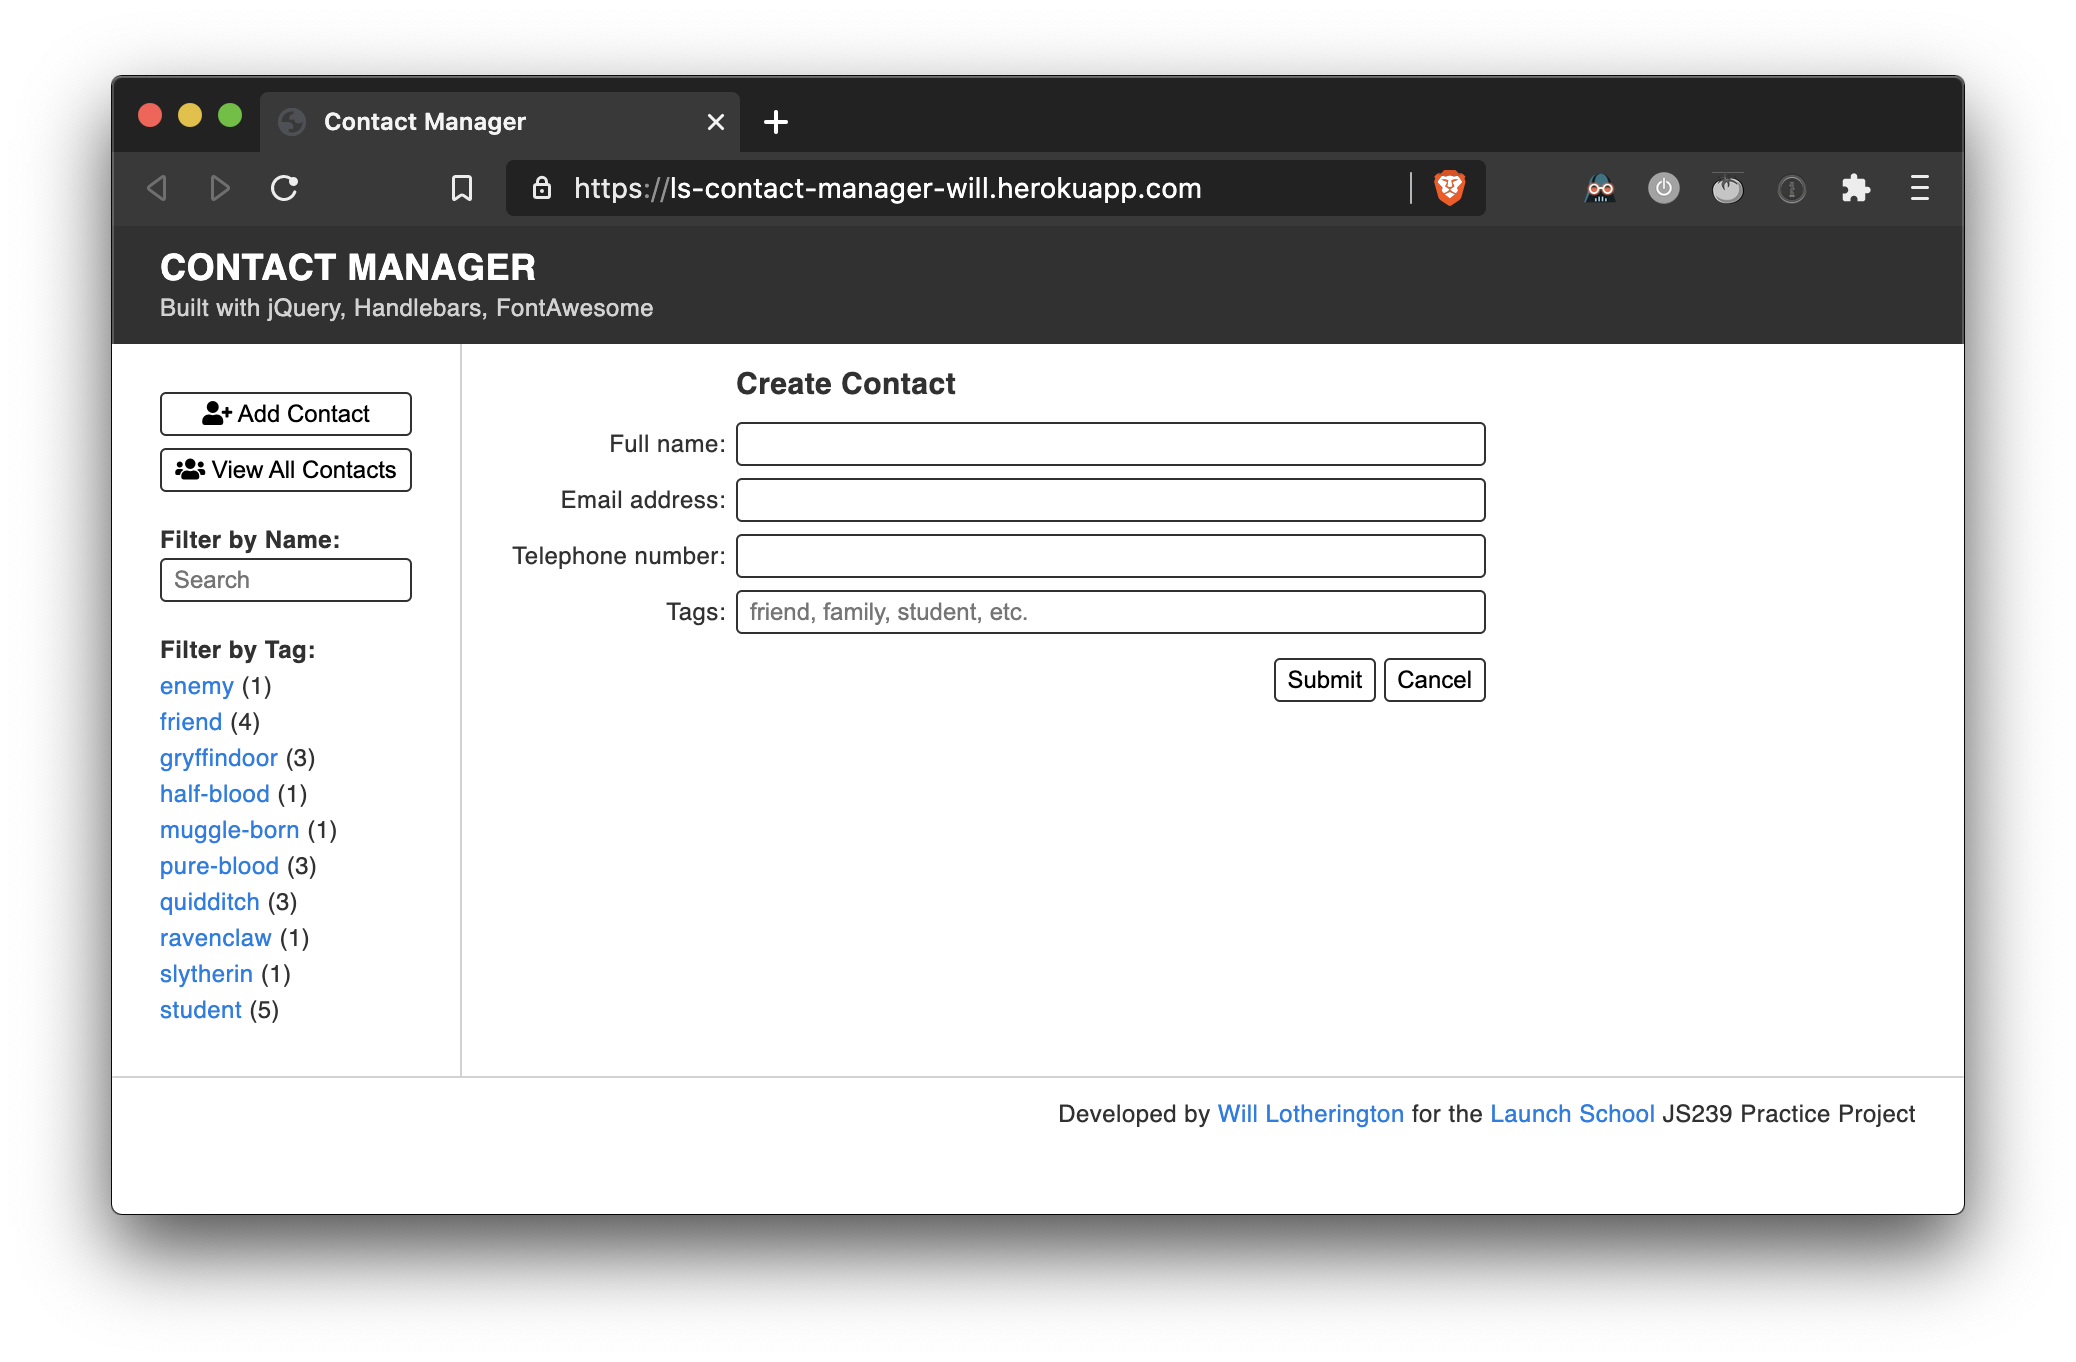 Contact Manager
https://ls-contact-manager-will.herokuapp.com
CONTACT MANAGER
Built with jQuery, Handlebars, FontAwesome
Add Contact
View All Contacts
Filter by Name:
Search
Filter by Tag:
enemy (1)
friend (4)
gryffindoor (3)
half-blood (1)
muggle-born (1)
pure-blood (3)
quidditch (3)
ravenclaw (1)
slytherin (1)
student (5)
Create Contact
Full name:
Email address:
Telephone number:
Tags: friend, family, student, etc.
Submit Cancel
Developed by Will Lotherington for the Launch School JS239 Practice Project